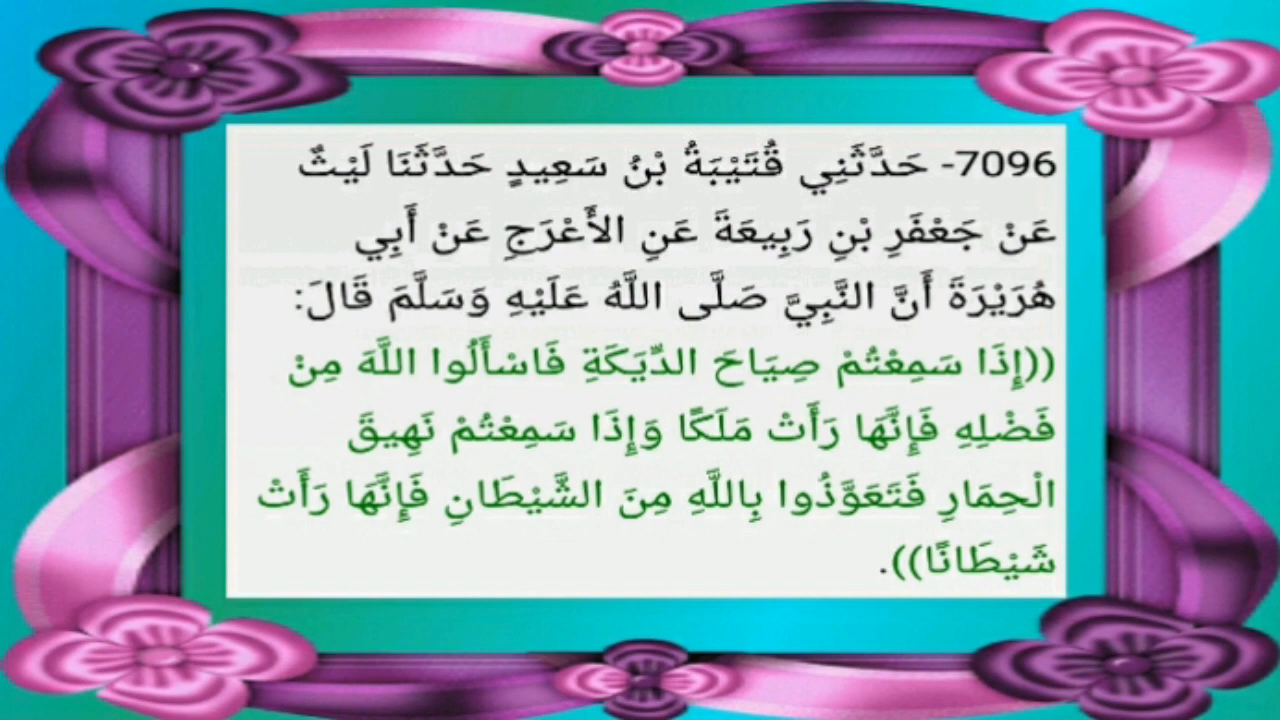 7096- حَدَّثَنِي قُتَيْبَةُ بْنُ سَعِيدٍ حَدَّثَنَا لَيْثٌ
عَنْ جَعْفَرِ بْنِ رَبِيعَةَ عَنِ الأَعْرَجِ عَنْ أَبِي
هُرَيْرَةَ أَنَّ النَّبِيَّ صَلَّى اللَّهُ عَلَيْهِ وَسَلَّمَ قَالَ:
((إِذَا سَمِعْتُمْ صِيَاحَ الدِّيَكَةِ فَاسْأَلُوا اللَّهَ مِنْ
فَضْلِهِ فَإِنَّهَا رَأَتْ مَلَكًا وَإِذَا سَمِعْتُمْ نَهِيقَ
الْحِمَارِ فَتَعَوَّذُوا بِاللَّهِ مِنَ الشَّيْطَانِ فَإِنَّهَا رَأَتْ
شَيْطَانًا)).